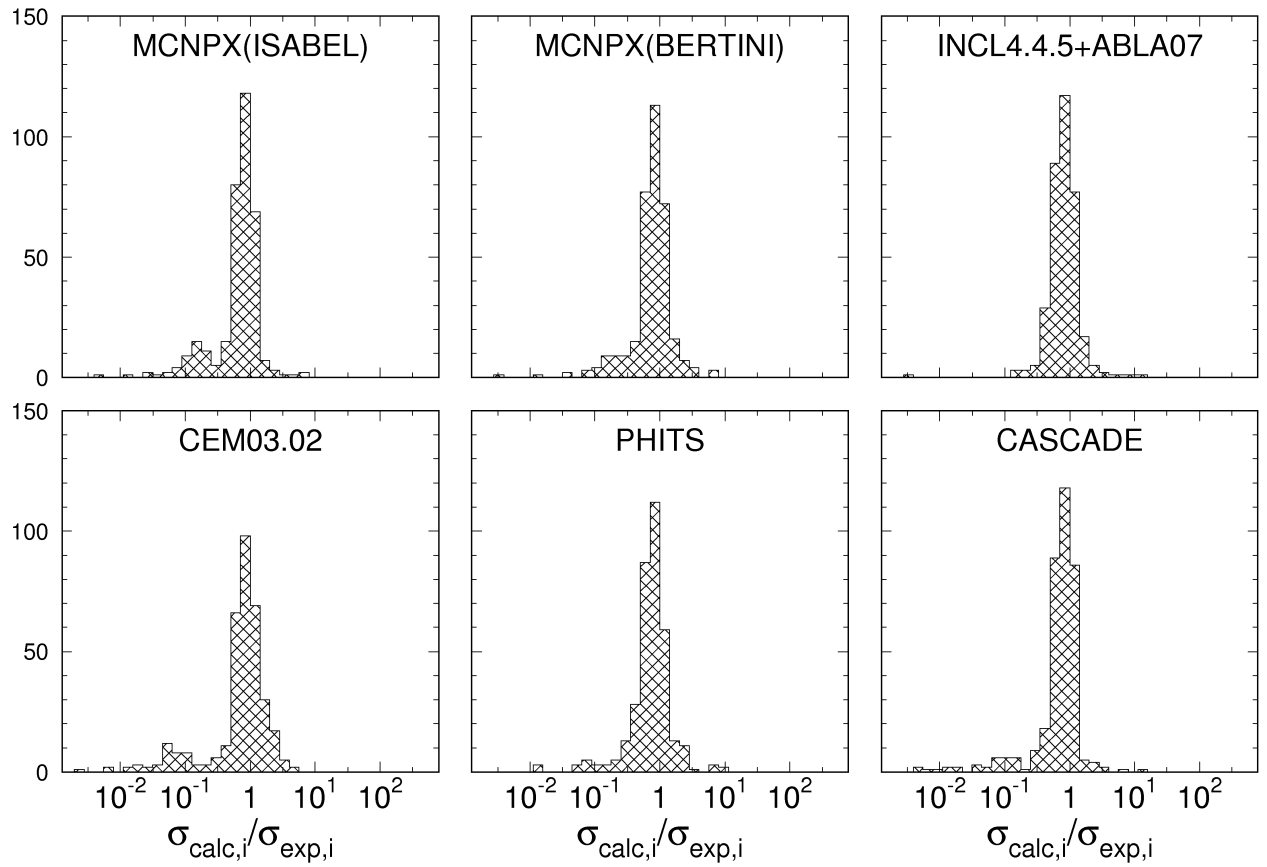 150
100
50
0
MCNPX(ISABEL)
MCNPX(BERTINI)
INCL4.4.5+ABLA07
150
100
50
0
CEM03.02
PHITS
CASCADE
10⁻² 10⁻¹ 1 10¹ 10²
10⁻² 10⁻¹ 1 10¹ 10²
10⁻² 10⁻¹ 1 10¹ 10²
σcalc,i/σexp,i
σcalc,i/σexp,i
σcalc,i/σexp,i